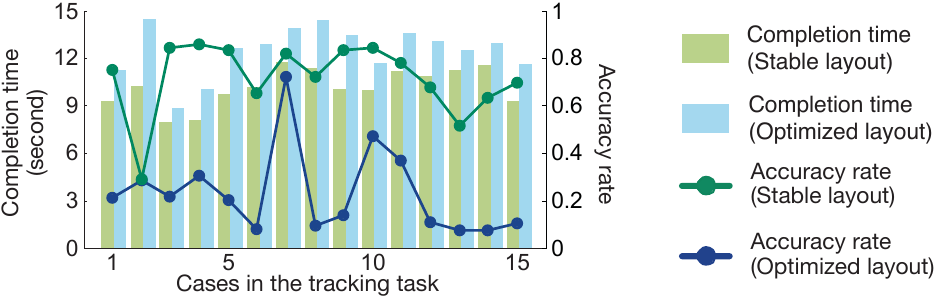 15
12
9
6
3
0
Completion time
(second)
1
0.8
0.6
0.4
0.2
0
Accuracy rate
1
5
10
15
Cases in the tracking task
Completion time
(Stable layout)
Completion time
(Optimized layout)
Accuracy rate
(Stable layout)
Accuracy rate
(Optimized layout)